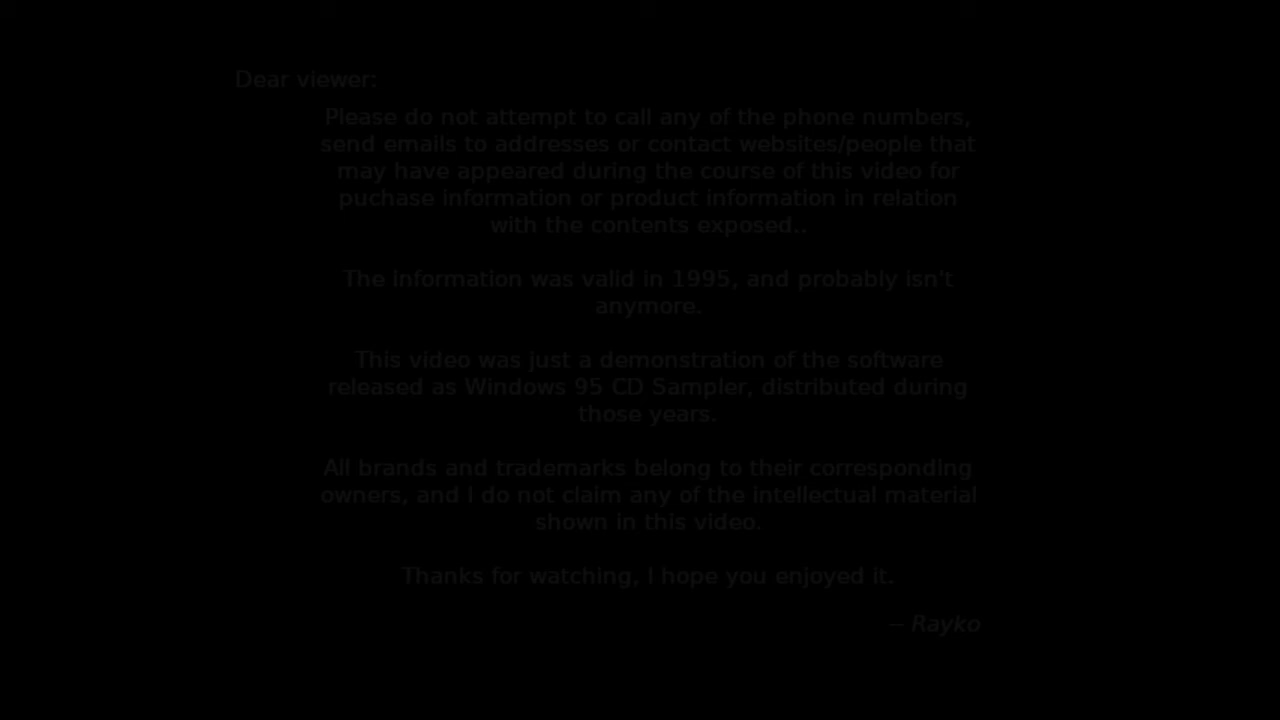 Dear viewer:
Please do not attempt to call any of the phone numbers,
send emails to addresses or contact websites/people that
may have appeared during the course of this video for
puchase information or product information in relation
with the contents exposed..
The information was valid in 1995, and probably isn't
anymore.
This video was just a demonstration of the software
released as Windows 95 CD Sampler, distributed during
those years.
All brands and trademarks belong to their corresponding
owners, and I do not claim any of the intellectual material
shown in this video.
Thanks for watching, I hope you enjoyed it.
-- Rayko